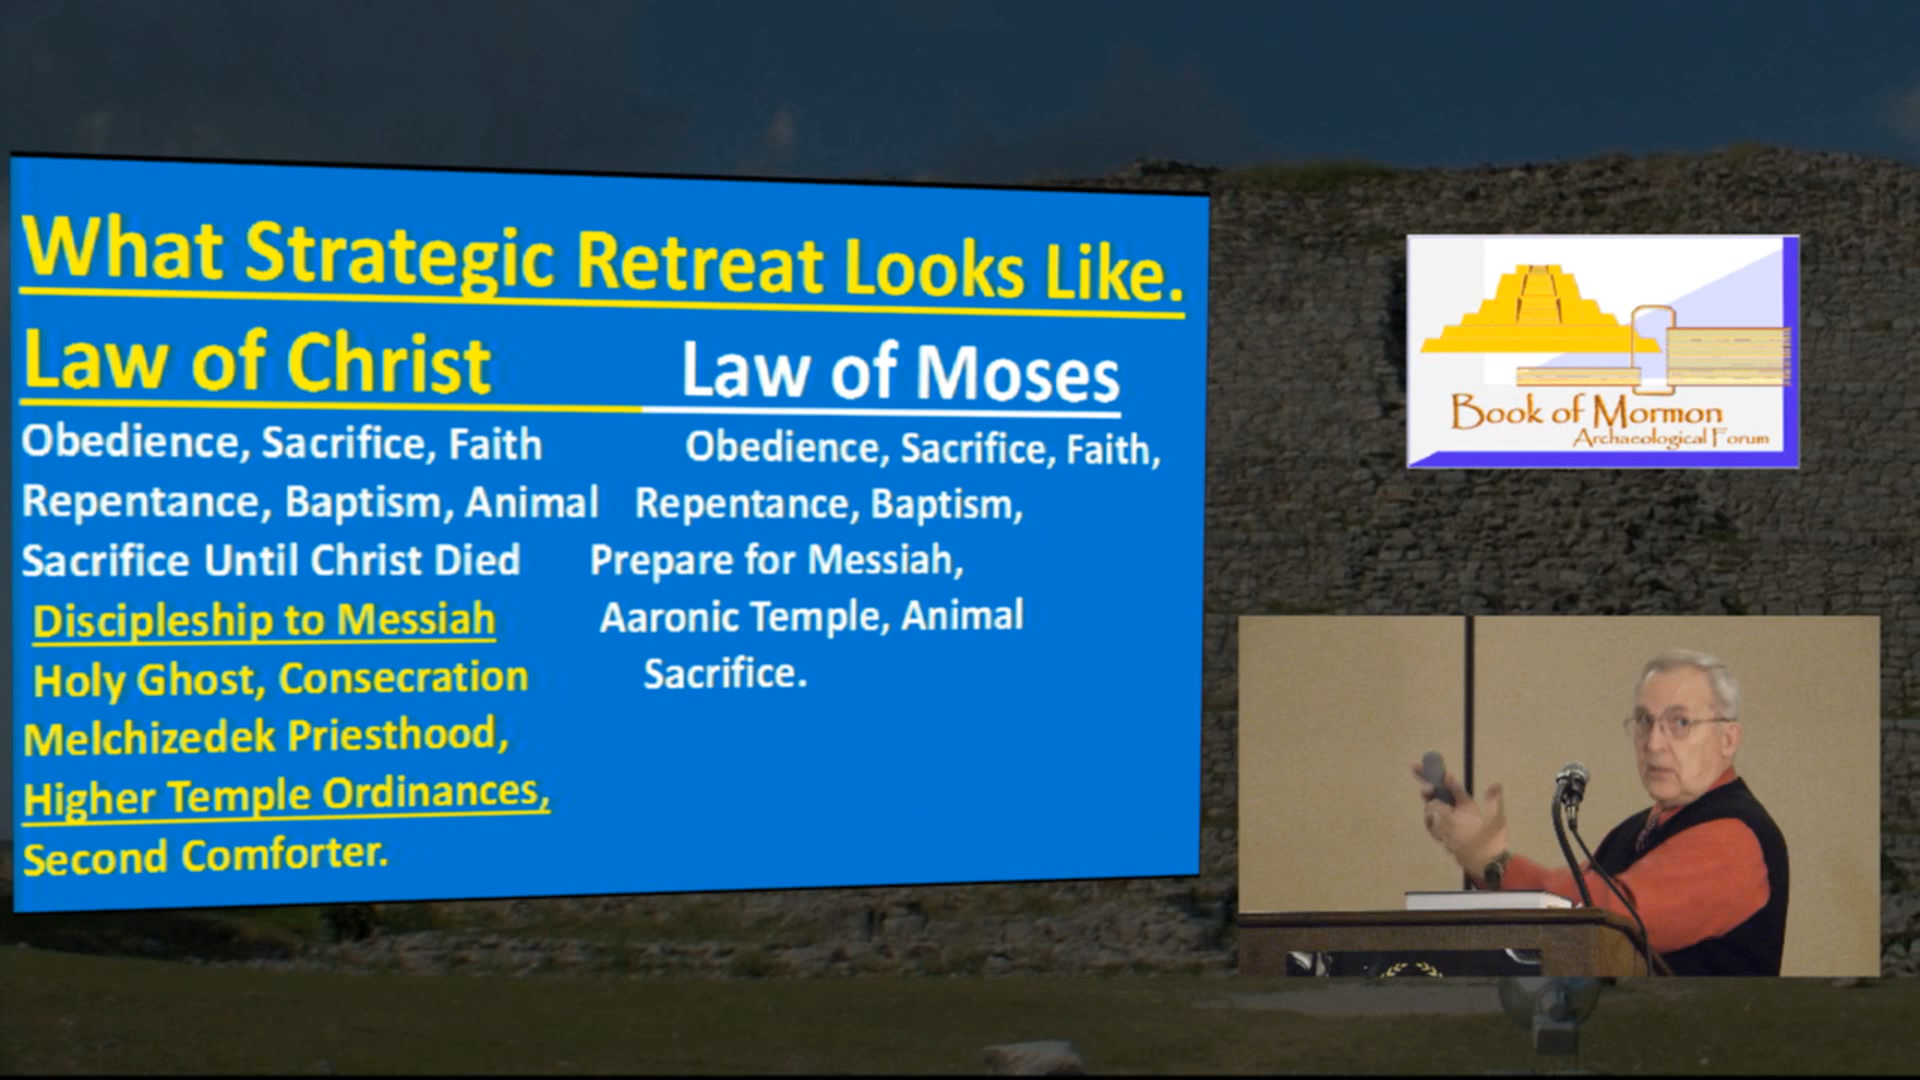 What Strategic Retreat Looks Like.
Law of Christ Law of Moses
Obedience, Sacrifice, Faith Obedience, Sacrifice, Faith,
Repentance, Baptism, Animal Repentance, Baptism,
Sacrifice Until Christ Died Prepare for Messiah,
Discipleship to Messiah Aaronic Temple, Animal
Holy Ghost, Consecration Sacrifice.
Melchizedek Priesthood,
Higher Temple Ordinances,
Second Comforter.
Book of Mormon
Archaeological Forum